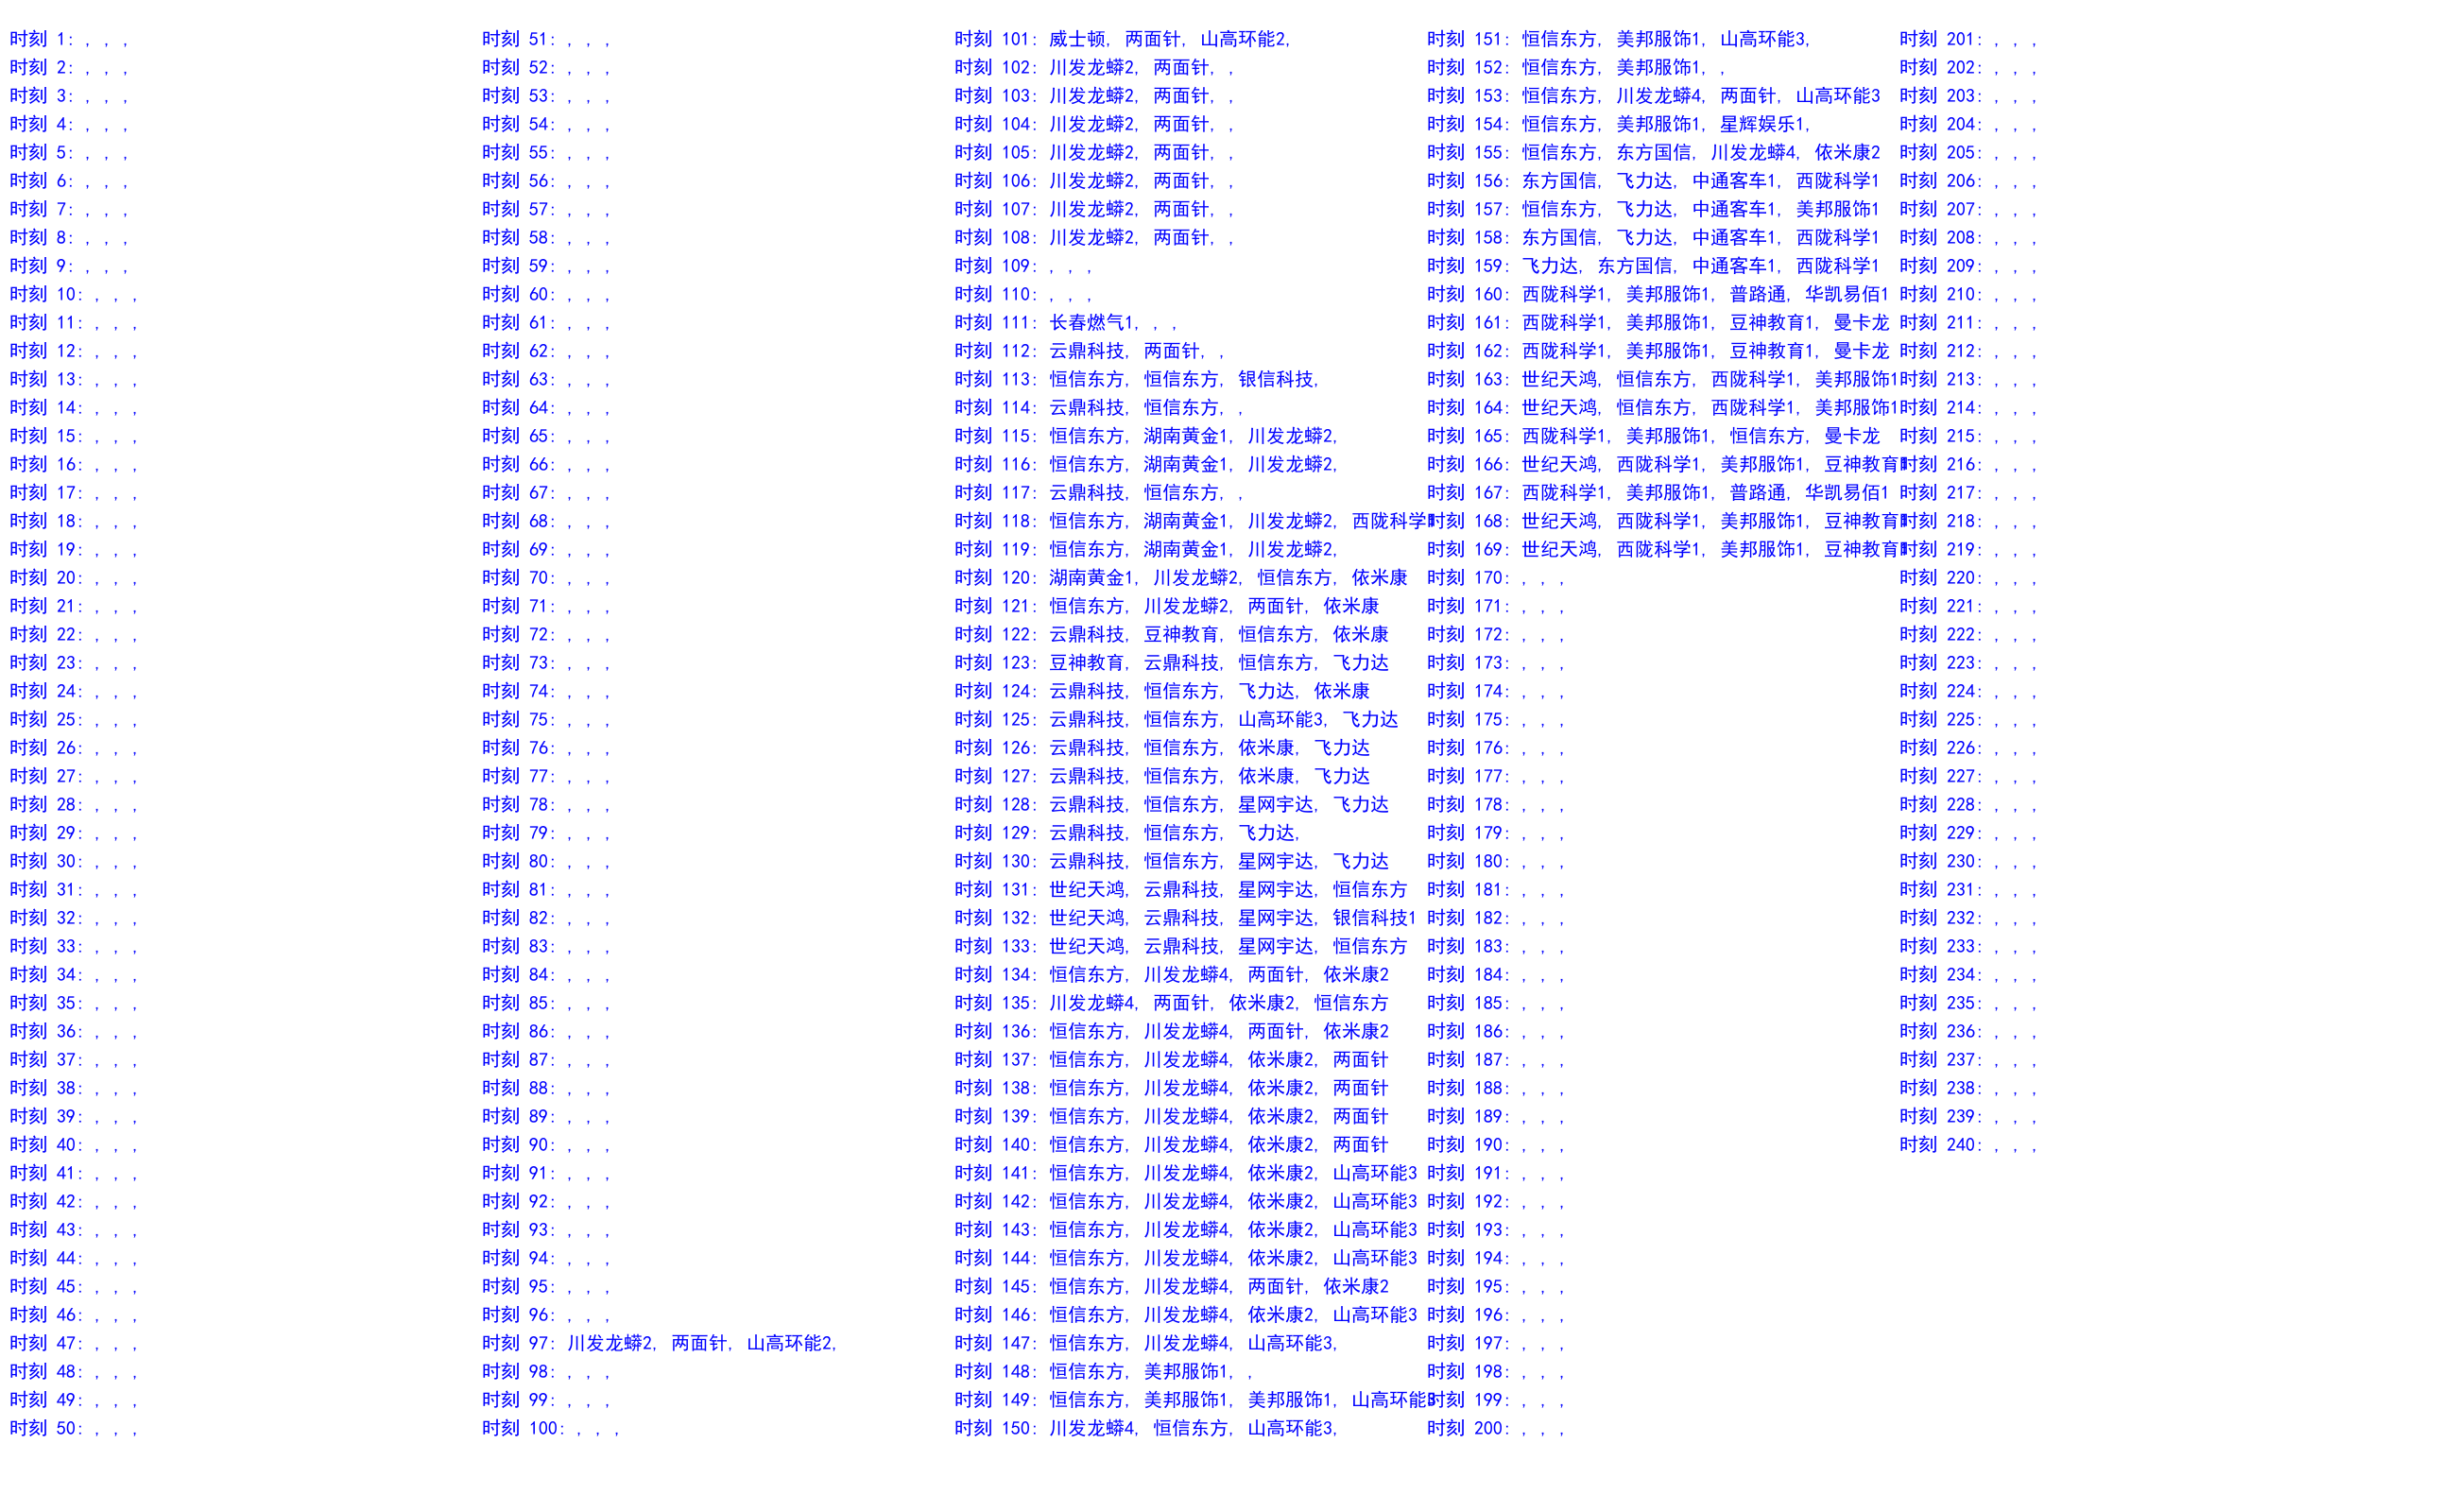 时刻 1: , , ,
时刻 2: , , ,
时刻 3: , , ,
时刻 4: , , ,
时刻 5: , , ,
时刻 6: , , ,
时刻 7: , , ,
时刻 8: , , ,
时刻 9: , , ,
时刻 10: , , ,
时刻 11: , , ,
时刻 12: , , ,
时刻 13: , , ,
时刻 14: , , ,
时刻 15: , , ,
时刻 16: , , ,
时刻 17: , , ,
时刻 18: , , ,
时刻 19: , , ,
时刻 20: , , ,
时刻 21: , , ,
时刻 22: , , ,
时刻 23: , , ,
时刻 24: , , ,
时刻 25: , , ,
时刻 26: , , ,
时刻 27: , , ,
时刻 28: , , ,
时刻 29: , , ,
时刻 30: , , ,
时刻 31: , , ,
时刻 32: , , ,
时刻 33: , , ,
时刻 34: , , ,
时刻 35: , , ,
时刻 36: , , ,
时刻 37: , , ,
时刻 38: , , ,
时刻 39: , , ,
时刻 40: , , ,
时刻 41: , , ,
时刻 42: , , ,
时刻 43: , , ,
时刻 44: , , ,
时刻 45: , , ,
时刻 46: , , ,
时刻 47: , , ,
时刻 48: , , ,
时刻 49: , , ,
时刻 50: , , ,
时刻 51: , , ,
时刻 52: , , ,
时刻 53: , , ,
时刻 54: , , ,
时刻 55: , , ,
时刻 56: , , ,
时刻 57: , , ,
时刻 58: , , ,
时刻 59: , , ,
时刻 60: , , ,
时刻 61: , , ,
时刻 62: , , ,
时刻 63: , , ,
时刻 64: , , ,
时刻 65: , , ,
时刻 66: , , ,
时刻 67: , , ,
时刻 68: , , ,
时刻 69: , , ,
时刻 70: , , ,
时刻 71: , , ,
时刻 72: , , ,
时刻 73: , , ,
时刻 74: , , ,
时刻 75: , , ,
时刻 76: , , ,
时刻 77: , , ,
时刻 78: , , ,
时刻 79: , , ,
时刻 80: , , ,
时刻 81: , , ,
时刻 82: , , ,
时刻 83: , , ,
时刻 84: , , ,
时刻 85: , , ,
时刻 86: , , ,
时刻 87: , , ,
时刻 88: , , ,
时刻 89: , , ,
时刻 90: , , ,
时刻 91: , , ,
时刻 92: , , ,
时刻 93: , , ,
时刻 94: , , ,
时刻 95: , , ,
时刻 96: , , ,
时刻 97: 川发龙蟒2, 两面针, 山高环能2,
时刻 98: , , ,
时刻 99: , , ,
时刻 100: , , ,
时刻 101: 威士顿, 两面针, 山高环能2,
时刻 102: 川发龙蟒2, 两面针, ,
时刻 103: 川发龙蟒2, 两面针, ,
时刻 104: 川发龙蟒2, 两面针, ,
时刻 105: 川发龙蟒2, 两面针, ,
时刻 106: 川发龙蟒2, 两面针, ,
时刻 107: 川发龙蟒2, 两面针, ,
时刻 108: 川发龙蟒2, 两面针, ,
时刻 109: , , ,
时刻 110: , , ,
时刻 111: 长春燃气1, , ,
时刻 112: 云鼎科技, 两面针, ,
时刻 113: 恒信东方, 恒信东方, 银信科技,
时刻 114: 云鼎科技, 恒信东方, ,
时刻 115: 恒信东方, 湖南黄金1, 川发龙蟒2,
时刻 116: 恒信东方, 湖南黄金1, 川发龙蟒2,
时刻 117: 云鼎科技, 恒信东方, ,
时刻 118: 恒信东方, 湖南黄金1, 川发龙蟒2, 西陇科学
时刻 119: 恒信东方, 湖南黄金1, 川发龙蟒2,
时刻 120: 湖南黄金1, 川发龙蟒2, 恒信东方, 依米康
时刻 121: 恒信东方, 川发龙蟒2, 两面针, 依米康
时刻 122: 云鼎科技, 豆神教育, 恒信东方, 依米康
时刻 123: 豆神教育, 云鼎科技, 恒信东方, 飞力达
时刻 124: 云鼎科技, 恒信东方, 飞力达, 依米康
时刻 125: 云鼎科技, 恒信东方, 山高环能3, 飞力达
时刻 126: 云鼎科技, 恒信东方, 依米康, 飞力达
时刻 127: 云鼎科技, 恒信东方, 依米康, 飞力达
时刻 128: 云鼎科技, 恒信东方, 星网宇达, 飞力达
时刻 129: 云鼎科技, 恒信东方, 飞力达,
时刻 130: 云鼎科技, 恒信东方, 星网宇达, 飞力达
时刻 131: 世纪天鸿, 云鼎科技, 星网宇达, 恒信东方
时刻 132: 世纪天鸿, 云鼎科技, 星网宇达, 银信科技1
时刻 133: 世纪天鸿, 云鼎科技, 星网宇达, 恒信东方
时刻 134: 恒信东方, 川发龙蟒4, 两面针, 依米康2
时刻 135: 川发龙蟒4, 两面针, 依米康2, 恒信东方
时刻 136: 恒信东方, 川发龙蟒4, 两面针, 依米康2
时刻 137: 恒信东方, 川发龙蟒4, 依米康2, 两面针
时刻 138: 恒信东方, 川发龙蟒4, 依米康2, 两面针
时刻 139: 恒信东方, 川发龙蟒4, 依米康2, 两面针
时刻 140: 恒信东方, 川发龙蟒4, 依米康2, 两面针
时刻 141: 恒信东方, 川发龙蟒4, 依米康2, 山高环能3
时刻 142: 恒信东方, 川发龙蟒4, 依米康2, 山高环能3
时刻 143: 恒信东方, 川发龙蟒4, 依米康2, 山高环能3
时刻 144: 恒信东方, 川发龙蟒4, 依米康2, 山高环能3
时刻 145: 恒信东方, 川发龙蟒4, 两面针, 依米康2
时刻 146: 恒信东方, 川发龙蟒4, 依米康2, 山高环能3
时刻 147: 恒信东方, 川发龙蟒4, 山高环能3,
时刻 148: 恒信东方, 美邦服饰1, ,
时刻 149: 恒信东方, 美邦服饰1, 美邦服饰1, 山高环能
时刻 150: 川发龙蟒4, 恒信东方, 山高环能3,
时刻 151: 恒信东方, 美邦服饰1, 山高环能3,
时刻 152: 恒信东方, 美邦服饰1, ,
时刻 153: 恒信东方, 川发龙蟒4, 两面针, 山高环能3
时刻 154: 恒信东方, 美邦服饰1, 星辉娱乐1,
时刻 155: 恒信东方, 东方国信, 川发龙蟒4, 依米康2
时刻 156: 东方国信, 飞力达, 中通客车1, 西陇科学1
时刻 157: 恒信东方, 飞力达, 中通客车1, 美邦服饰1
时刻 158: 东方国信, 飞力达, 中通客车1, 西陇科学1
时刻 159: 飞力达, 东方国信, 中通客车1, 西陇科学1
时刻 160: 西陇科学1, 美邦服饰1, 普路通, 华凯易佰1
时刻 161: 西陇科学1, 美邦服饰1, 豆神教育1, 曼卡龙
时刻 162: 西陇科学1, 美邦服饰1, 豆神教育1, 曼卡龙
时刻 163: 世纪天鸿, 恒信东方, 西陇科学1, 美邦服饰1
时刻 164: 世纪天鸿, 恒信东方, 西陇科学1, 美邦服饰1
时刻 165: 西陇科学1, 美邦服饰1, 恒信东方, 曼卡龙
时刻 166: 世纪天鸿, 西陇科学1, 美邦服饰1, 豆神教育
时刻 167: 西陇科学1, 美邦服饰1, 普路通, 华凯易佰1
时刻 168: 世纪天鸿, 西陇科学1, 美邦服饰1, 豆神教育
时刻 169: 世纪天鸿, 西陇科学1, 美邦服饰1, 豆神教育
时刻 170: , , ,
时刻 171: , , ,
时刻 172: , , ,
时刻 173: , , ,
时刻 174: , , ,
时刻 175: , , ,
时刻 176: , , ,
时刻 177: , , ,
时刻 178: , , ,
时刻 179: , , ,
时刻 180: , , ,
时刻 181: , , ,
时刻 182: , , ,
时刻 183: , , ,
时刻 184: , , ,
时刻 185: , , ,
时刻 186: , , ,
时刻 187: , , ,
时刻 188: , , ,
时刻 189: , , ,
时刻 190: , , ,
时刻 191: , , ,
时刻 192: , , ,
时刻 193: , , ,
时刻 194: , , ,
时刻 195: , , ,
时刻 196: , , ,
时刻 197: , , ,
时刻 198: , , ,
时刻 199: , , ,
时刻 200: , , ,
时刻 201: , , ,
时刻 202: , , ,
时刻 203: , , ,
时刻 204: , , ,
时刻 205: , , ,
时刻 206: , , ,
时刻 207: , , ,
时刻 208: , , ,
时刻 209: , , ,
时刻 210: , , ,
时刻 211: , , ,
时刻 212: , , ,
时刻 213: , , ,
时刻 214: , , ,
时刻 215: , , ,
时刻 216: , , ,
时刻 217: , , ,
时刻 218: , , ,
时刻 219: , , ,
时刻 220: , , ,
时刻 221: , , ,
时刻 222: , , ,
时刻 223: , , ,
时刻 224: , , ,
时刻 225: , , ,
时刻 226: , , ,
时刻 227: , , ,
时刻 228: , , ,
时刻 229: , , ,
时刻 230: , , ,
时刻 231: , , ,
时刻 232: , , ,
时刻 233: , , ,
时刻 234: , , ,
时刻 235: , , ,
时刻 236: , , ,
时刻 237: , , ,
时刻 238: , , ,
时刻 239: , , ,
时刻 240: , , ,